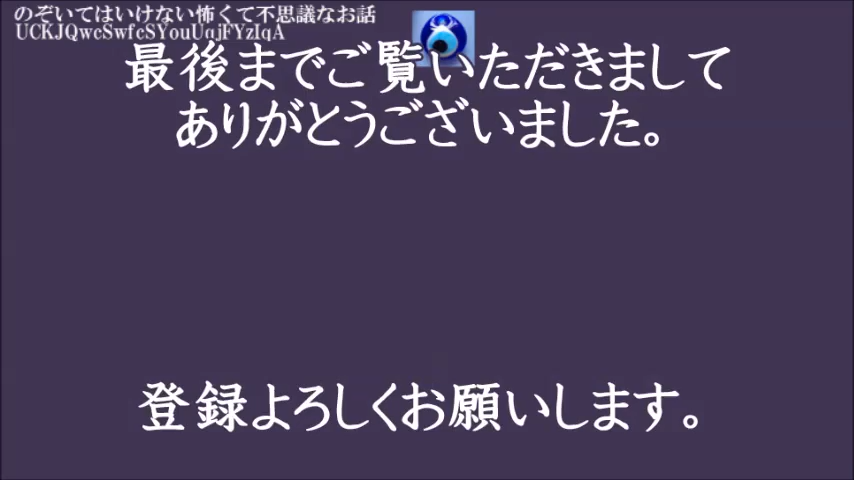 のぞいてはいけない怖くて不思議なお話
UCKJQwcSwfcSYouUqjFYzIqA
最後までご覧いただきまして
ありがとうございました。
登録よろしくお願いします。